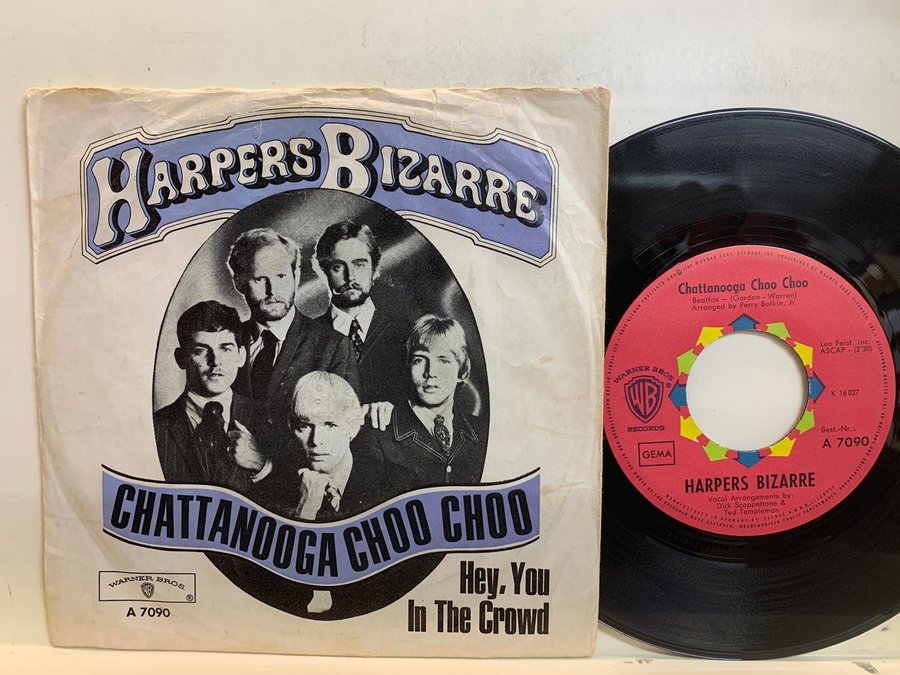 HARPERS BIZARRE
CHATTANOOGA CHOO CHOO
Hey, You
In The Crowd
WARNER BROS
WB
A 7090
Chattanooga Choo Choo
Beatfox - (Gordon - Warren)
Arranged by Perry Botkin, Jr.
Leo Feist, Inc.
ASCAP - (2'30)
WARNER BROS
WB
RECORDS
®
K 16 027
GEMA
Best.-Nr.:
A 7090
HARPERS BIZARRE
Vocal Arrangements by:
Dick Scoppettone &
Ted Templeman